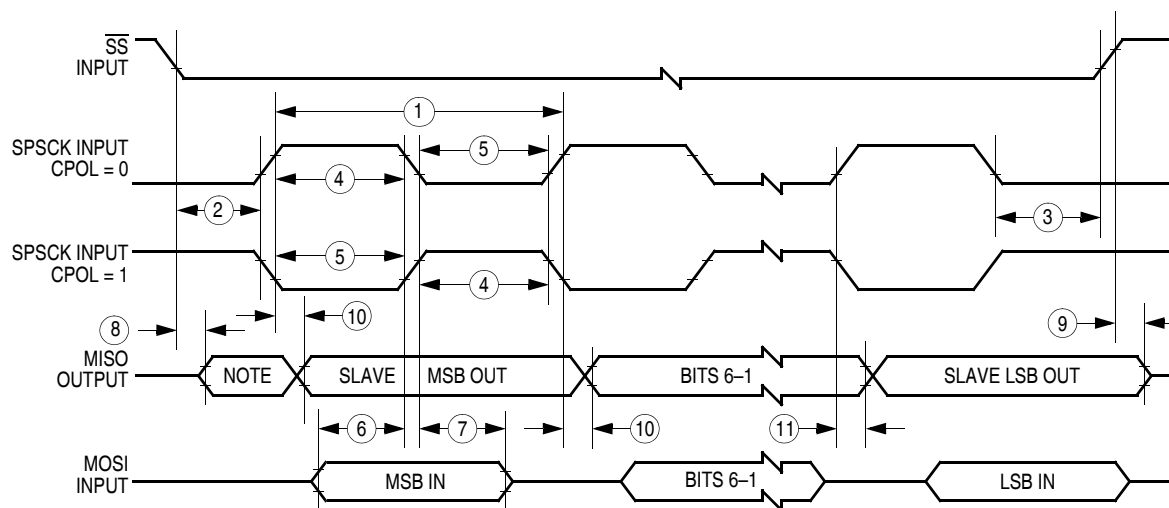 SS
INPUT
1
SPSCK INPUT
CPOL = 0
5
4
2
3
SPSCK INPUT
CPOL = 1
5
4
8
10
9
MISO
OUTPUT
NOTE
SLAVE MSB OUT
BITS 6–1
SLAVE LSB OUT
6
7
10
11
MOSI
INPUT
MSB IN
BITS 6–1
LSB IN